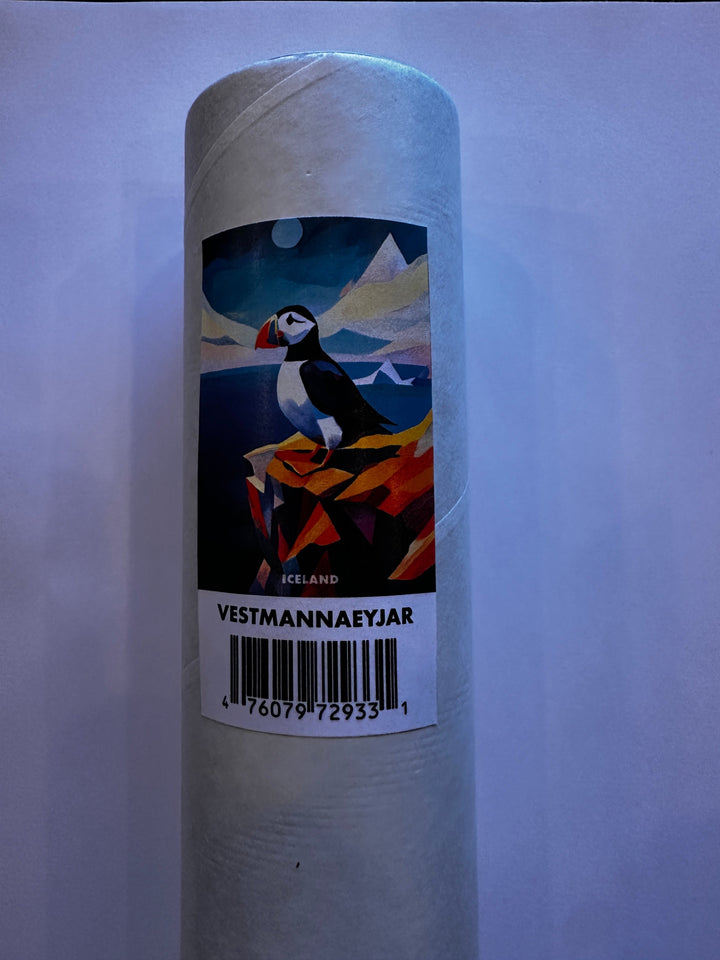 ICELAND
VESTMANNAEYJAR
4 76079 72933 1